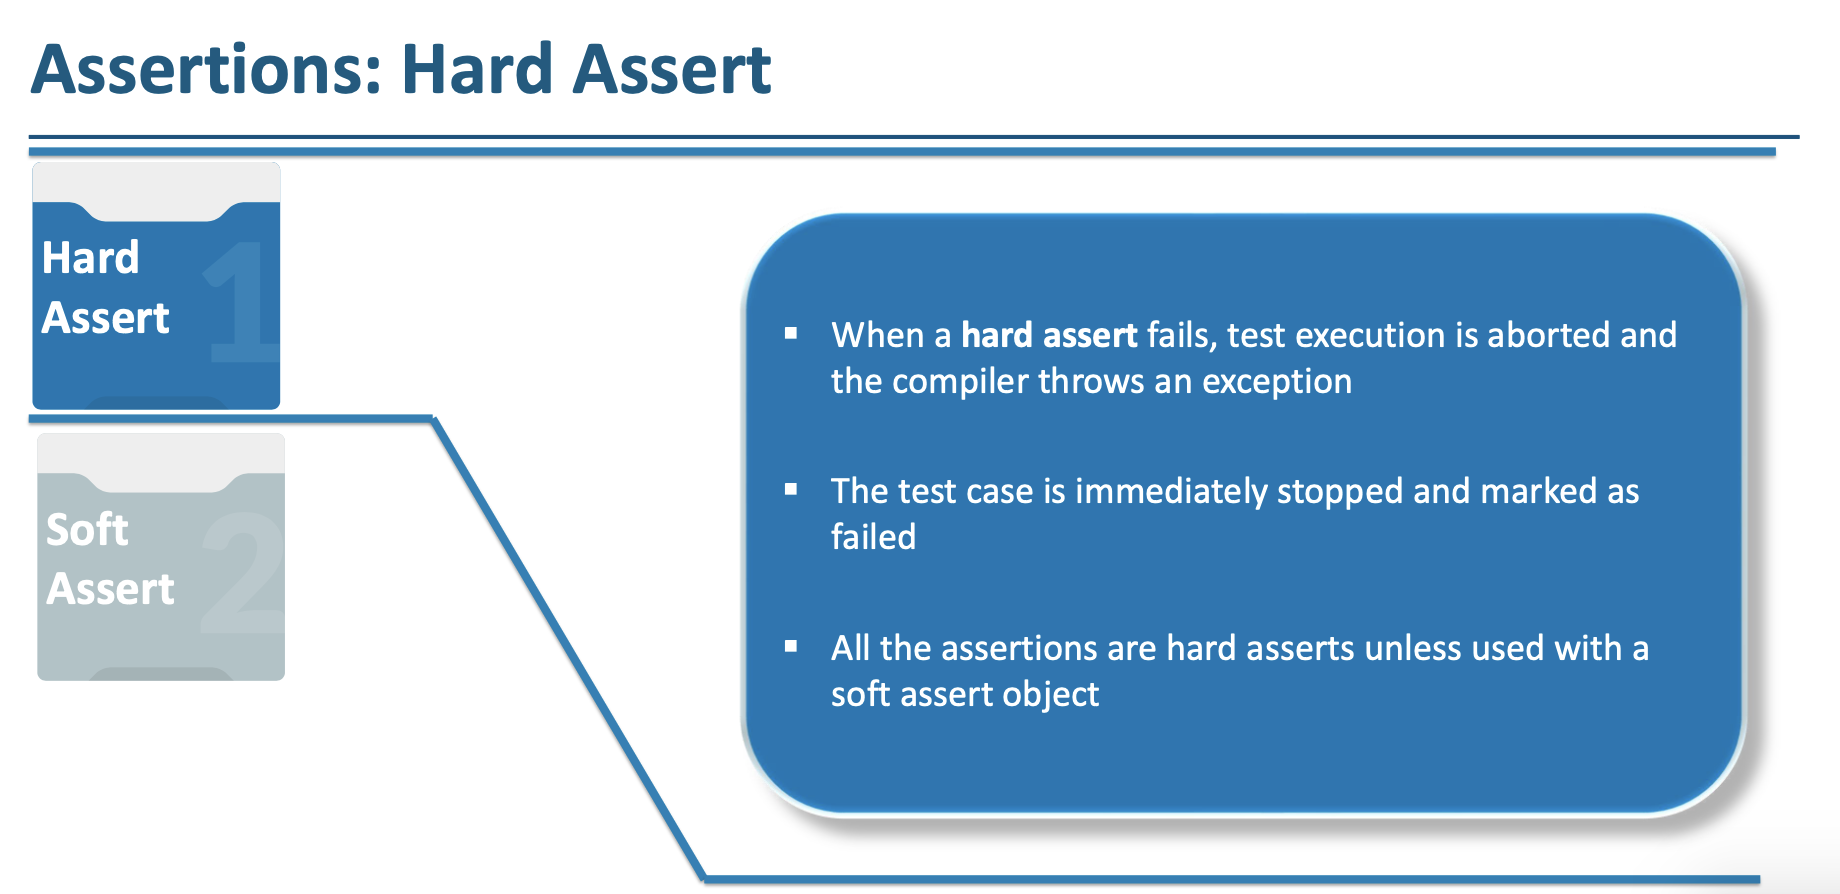 Assertions: Hard Assert
Hard
Assert
1
Soft
Assert
2
▪ When a hard assert fails, test execution is aborted and
the compiler throws an exception
▪ The test case is immediately stopped and marked as
failed
▪ All the assertions are hard asserts unless used with a
soft assert object